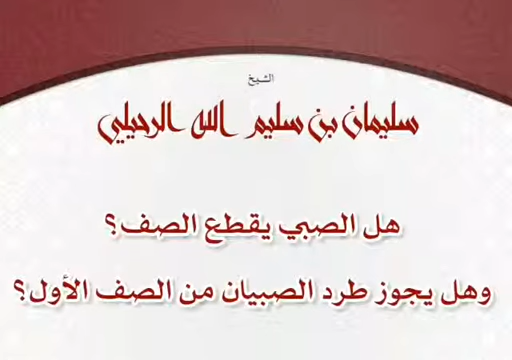 الشيخ
سليمان بن سليم الله الرحيلي
هل الصبي يقطع الصف؟
وهل يجوز طرد الصبيان من الصف الأول؟